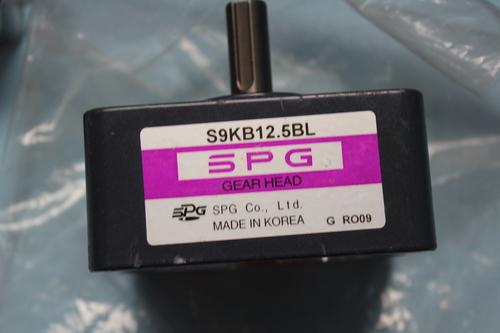 S9KB12.5BL
SPG
GEAR HEAD
SPG SPG Co., Ltd.
MADE IN KOREA G RO09